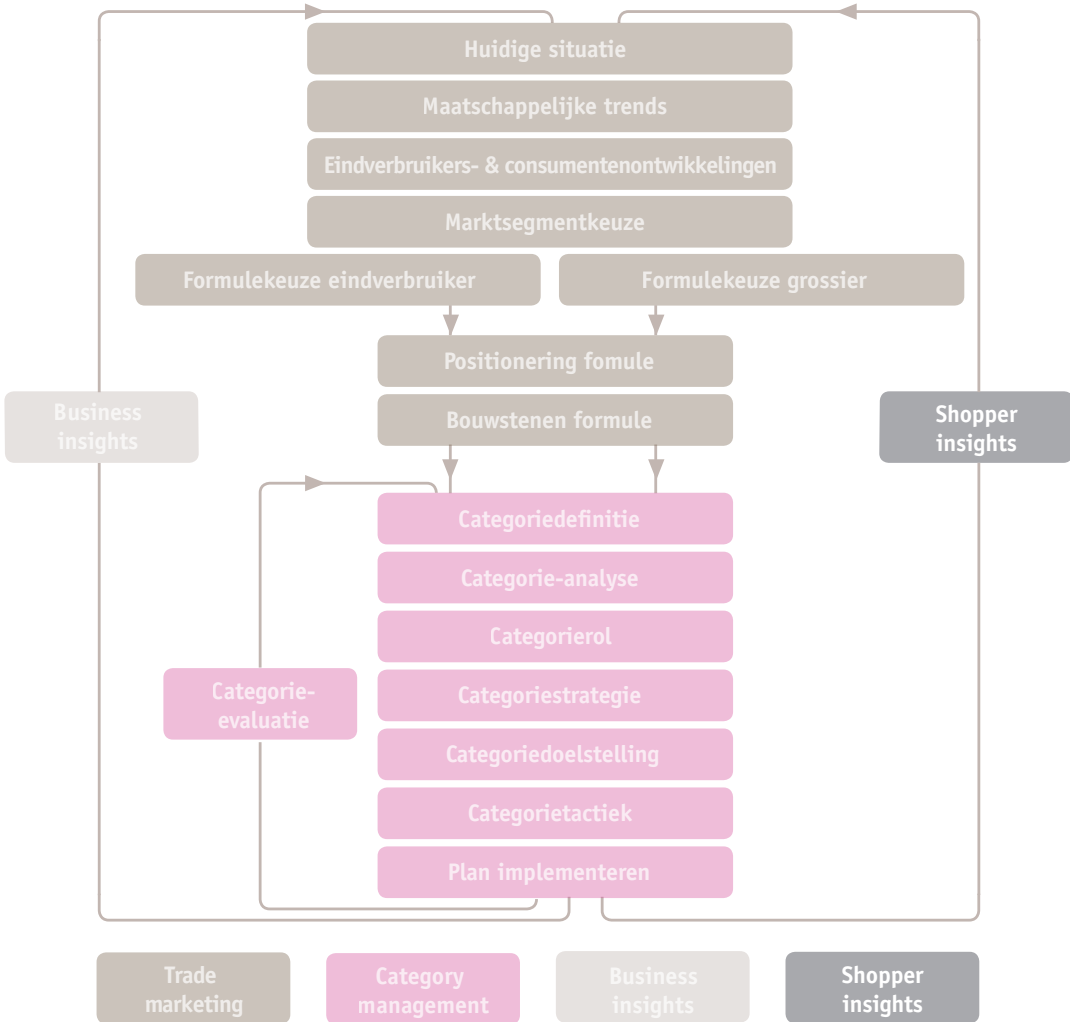 Huidige situatie
Maatschappelijke trends
Eindverbruikers- & consumentenontwikkelingen
Marktsegmentkeuze
Formulekeuze eindverbruiker
Formulekeuze grossier
Positionering fomule
Business
insights
Bouwstenen formule
Shopper
insights
Categoriedefinitie
Categorie-analyse
Categorierol
Categorie-
evaluatie
Categoriestrategie
Categoriedoelstelling
Categorietactiek
Plan implementeren
Trade
marketing
Category
management
Business
insights
Shopper
insights